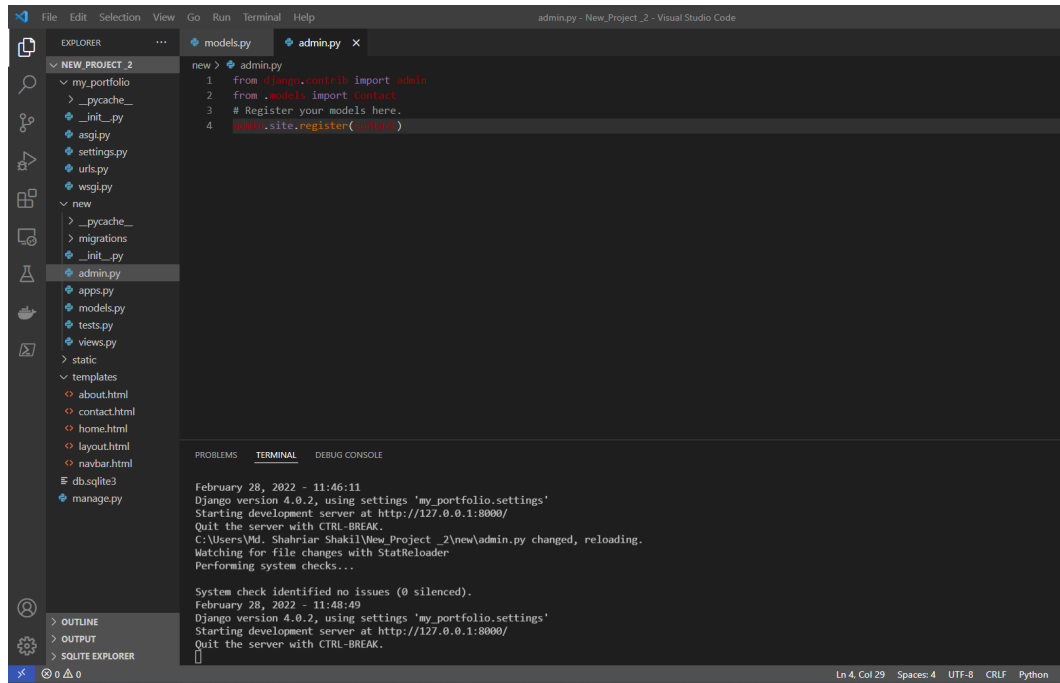 File Edit Selection View Go Run Terminal Help admin.py - New_Project _2 - Visual Studio Code
EXPLORER ...
models.py admin.py
NEW_PROJECT _2
my_portfolio
__pycache__
__init__.py
asgi.py
settings.py
urls.py
wsgi.py
new
__pycache__
migrations
__init__.py
admin.py
apps.py
models.py
tests.py
views.py
static
templates
about.html
contact.html
home.html
layout.html
navbar.html
db.sqlite3
manage.py
OUTLINE
OUTPUT
SQLITE EXPLORER
new > admin.py
1 from django.contrib import admin
2 from .models import Contact
3 # Register your models here.
4 admin.site.register(Contact)
PROBLEMS TERMINAL DEBUG CONSOLE
February 28, 2022 - 11:46:11
Django version 4.0.2, using settings 'my_portfolio.settings'
Starting development server at http://127.0.0.1:8000/
Quit the server with CTRL-BREAK.
C:\Users\Md. Shahriar Shakil\New_Project _2\new\admin.py changed, reloading.
Watching for file changes with StatReloader
Performing system checks...
System check identified no issues (0 silenced).
February 28, 2022 - 11:48:49
Django version 4.0.2, using settings 'my_portfolio.settings'
Starting development server at http://127.0.0.1:8000/
Quit the server with CTRL-BREAK.
0 0 Ln 4, Col 29 Spaces: 4 UTF-8 CRLF Python